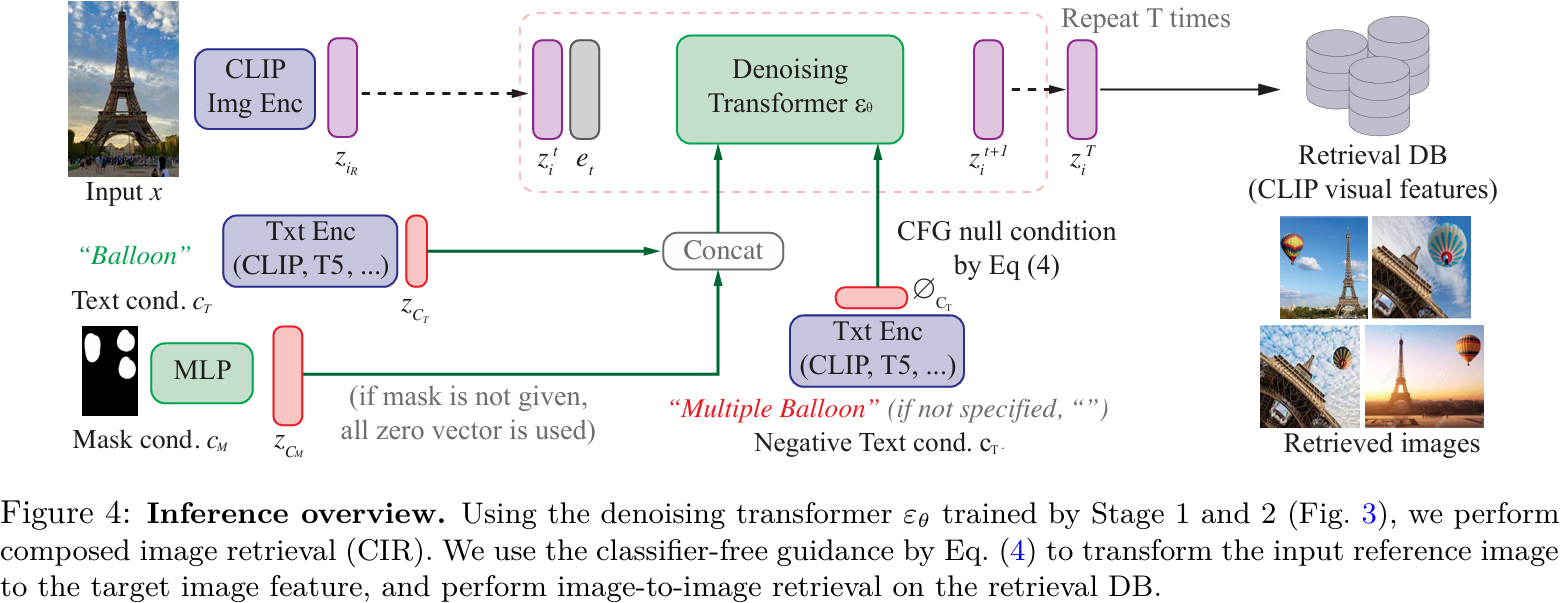 Repeat T times
CLIP
Img Enc
Denoising
Transformer εθ
z_{i_R}
z_i^t
e_t
z_i^{t+1}
z_i^T
Input x
Retrieval DB
(CLIP visual features)
"Balloon"
Text cond. c_T
Txt Enc
(CLIP, T5, ...)
z_{C_T}
Concat
CFG null condition
by Eq (4)
∅_{C_T}
Txt Enc
(CLIP, T5, ...)
MLP
Mask cond. c_M
z_{C_M}
(if mask is not given,
all zero vector is used)
"Multiple Balloon" (if not specified, "")
Negative Text cond. c_{T-}
Retrieved images
Figure 4: Inference overview. Using the denoising transformer εθ trained by Stage 1 and 2 (Fig. 3), we perform
composed image retrieval (CIR). We use the classifier-free guidance by Eq. (4) to transform the input reference image
to the target image feature, and perform image-to-image retrieval on the retrieval DB.